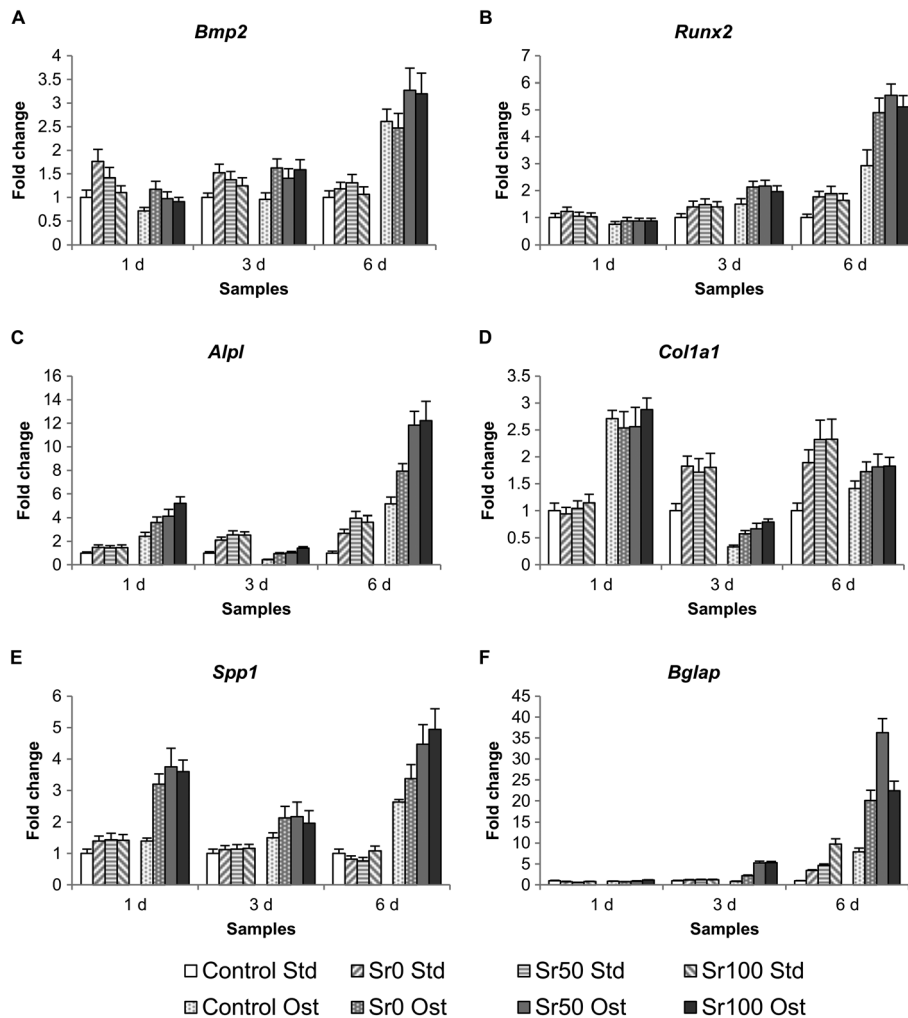 A
Bmp2
Fold change
4
3.5
3
2.5
2
1.5
1
0.5
0
1 d
3 d
6 d
Samples
B
Runx2
Fold change
7
6
5
4
3
2
1
0
1 d
3 d
6 d
Samples
C
Alpl
Fold change
16
14
12
10
8
6
4
2
0
1 d
3 d
6 d
Samples
D
Col1a1
Fold change
3.5
3
2.5
2
1.5
1
0.5
0
1 d
3 d
6 d
Samples
E
Spp1
Fold change
6
5
4
3
2
1
0
1 d
3 d
6 d
Samples
F
Bglap
Fold change
45
40
35
30
25
20
15
10
5
0
1 d
3 d
6 d
Samples
Control Std Sr0 Std Sr50 Std Sr100 Std
Control Ost Sr0 Ost Sr50 Ost Sr100 Ost